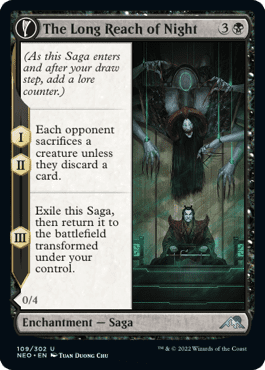 The Long Reach of Night 3
(As this Saga enters
and after your draw
step, add a lore
counter.)
I
II
Each opponent
sacrifices a
creature unless
they discard a
card.
III
Exile this Saga,
then return it to
the battlefield
transformed
under your
control.
0/4
Enchantment — Saga
109/302 U
NEO • EN Tuan Duong Chu
™ & © 2022 Wizards of the Coast